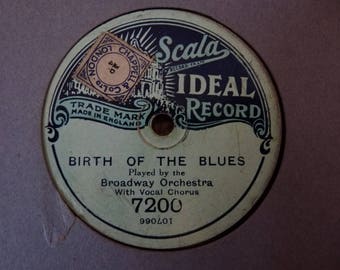 Scala
IDEAL
RECORD
TRADE MARK
MADE IN ENGLAND
CHAPPELL & Co Ltd
LONDON
BIRTH OF THE BLUES
Played by the
Broadway Orchestra
With Vocal Chorus
7200
990701